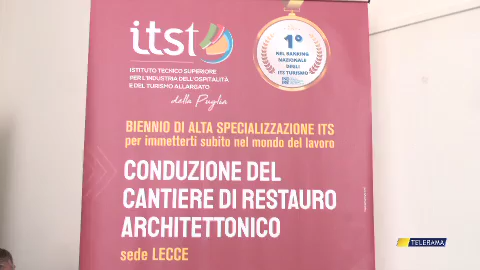 itst
ISTITUTO TECNICO SUPERIORE
PER L'INDUSTRIA DELL'OSPITALITÀ
E DEL TURISMO ALLARGATO
della Puglia
1°
NEL RANKING
NAZIONALE
DEGLI
ITS TURISMO
BIENNIO DI ALTA SPECIALIZZAZIONE ITS
per immetterti subito nel mondo del lavoro
CONDUZIONE DEL
CANTIERE DI RESTAURO
ARCHITETTONICO
sede LECCE
TELERAMA